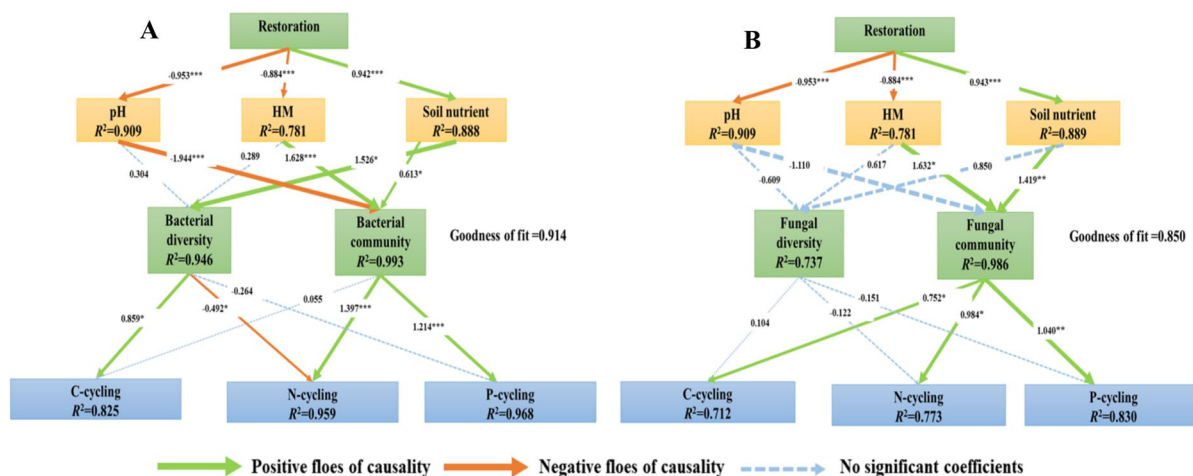 A
Restoration
-0.953***
-0.884***
0.942***
pH
R²=0.909
HM
R²=0.781
Soil nutrient
R²=0.888
-1.944***
0.304
0.289
1.628***
1.526*
0.613*
Bacterial
diversity
R²=0.946
Bacterial
community
R²=0.993
Goodness of fit =0.914
0.859*
-0.492*
-0.264
0.055
1.397***
1.214***
C-cycling
R²=0.825
N-cycling
R²=0.959
P-cycling
R²=0.968
B
Restoration
-0.953***
-0.884***
0.943***
pH
R²=0.909
HM
R²=0.781
Soil nutrient
R²=0.889
-1.110
-0.609
0.617
1.632*
0.850
1.419**
Fungal
diversity
R²=0.737
Fungal
community
R²=0.986
Goodness of fit =0.850
0.104
-0.122
-0.151
0.752*
0.984*
1.040**
C-cycling
R²=0.712
N-cycling
R²=0.773
P-cycling
R²=0.830
Positive floes of causality
Negative floes of causality
No significant coefficients